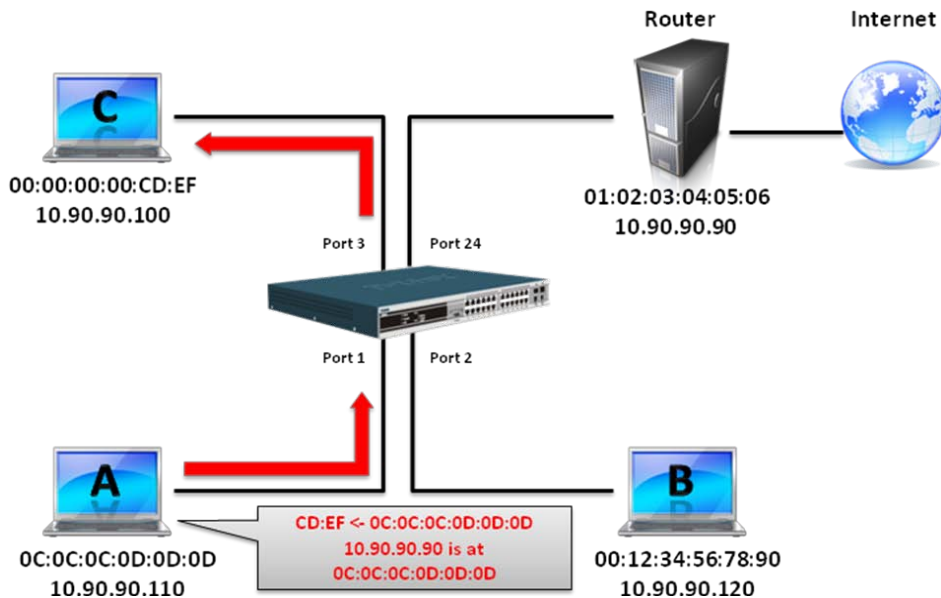 Router
Internet
C
00:00:00:00:CD:EF
10.90.90.100
01:02:03:04:05:06
10.90.90.90
Port 3
Port 24
Port 1
Port 2
A
B
CD:EF <- 0C:0C:0C:0D:0D:0D
10.90.90.90 is at
0C:0C:0C:0D:0D:0D
0C:0C:0C:0D:0D:0D
10.90.90.110
00:12:34:56:78:90
10.90.90.120